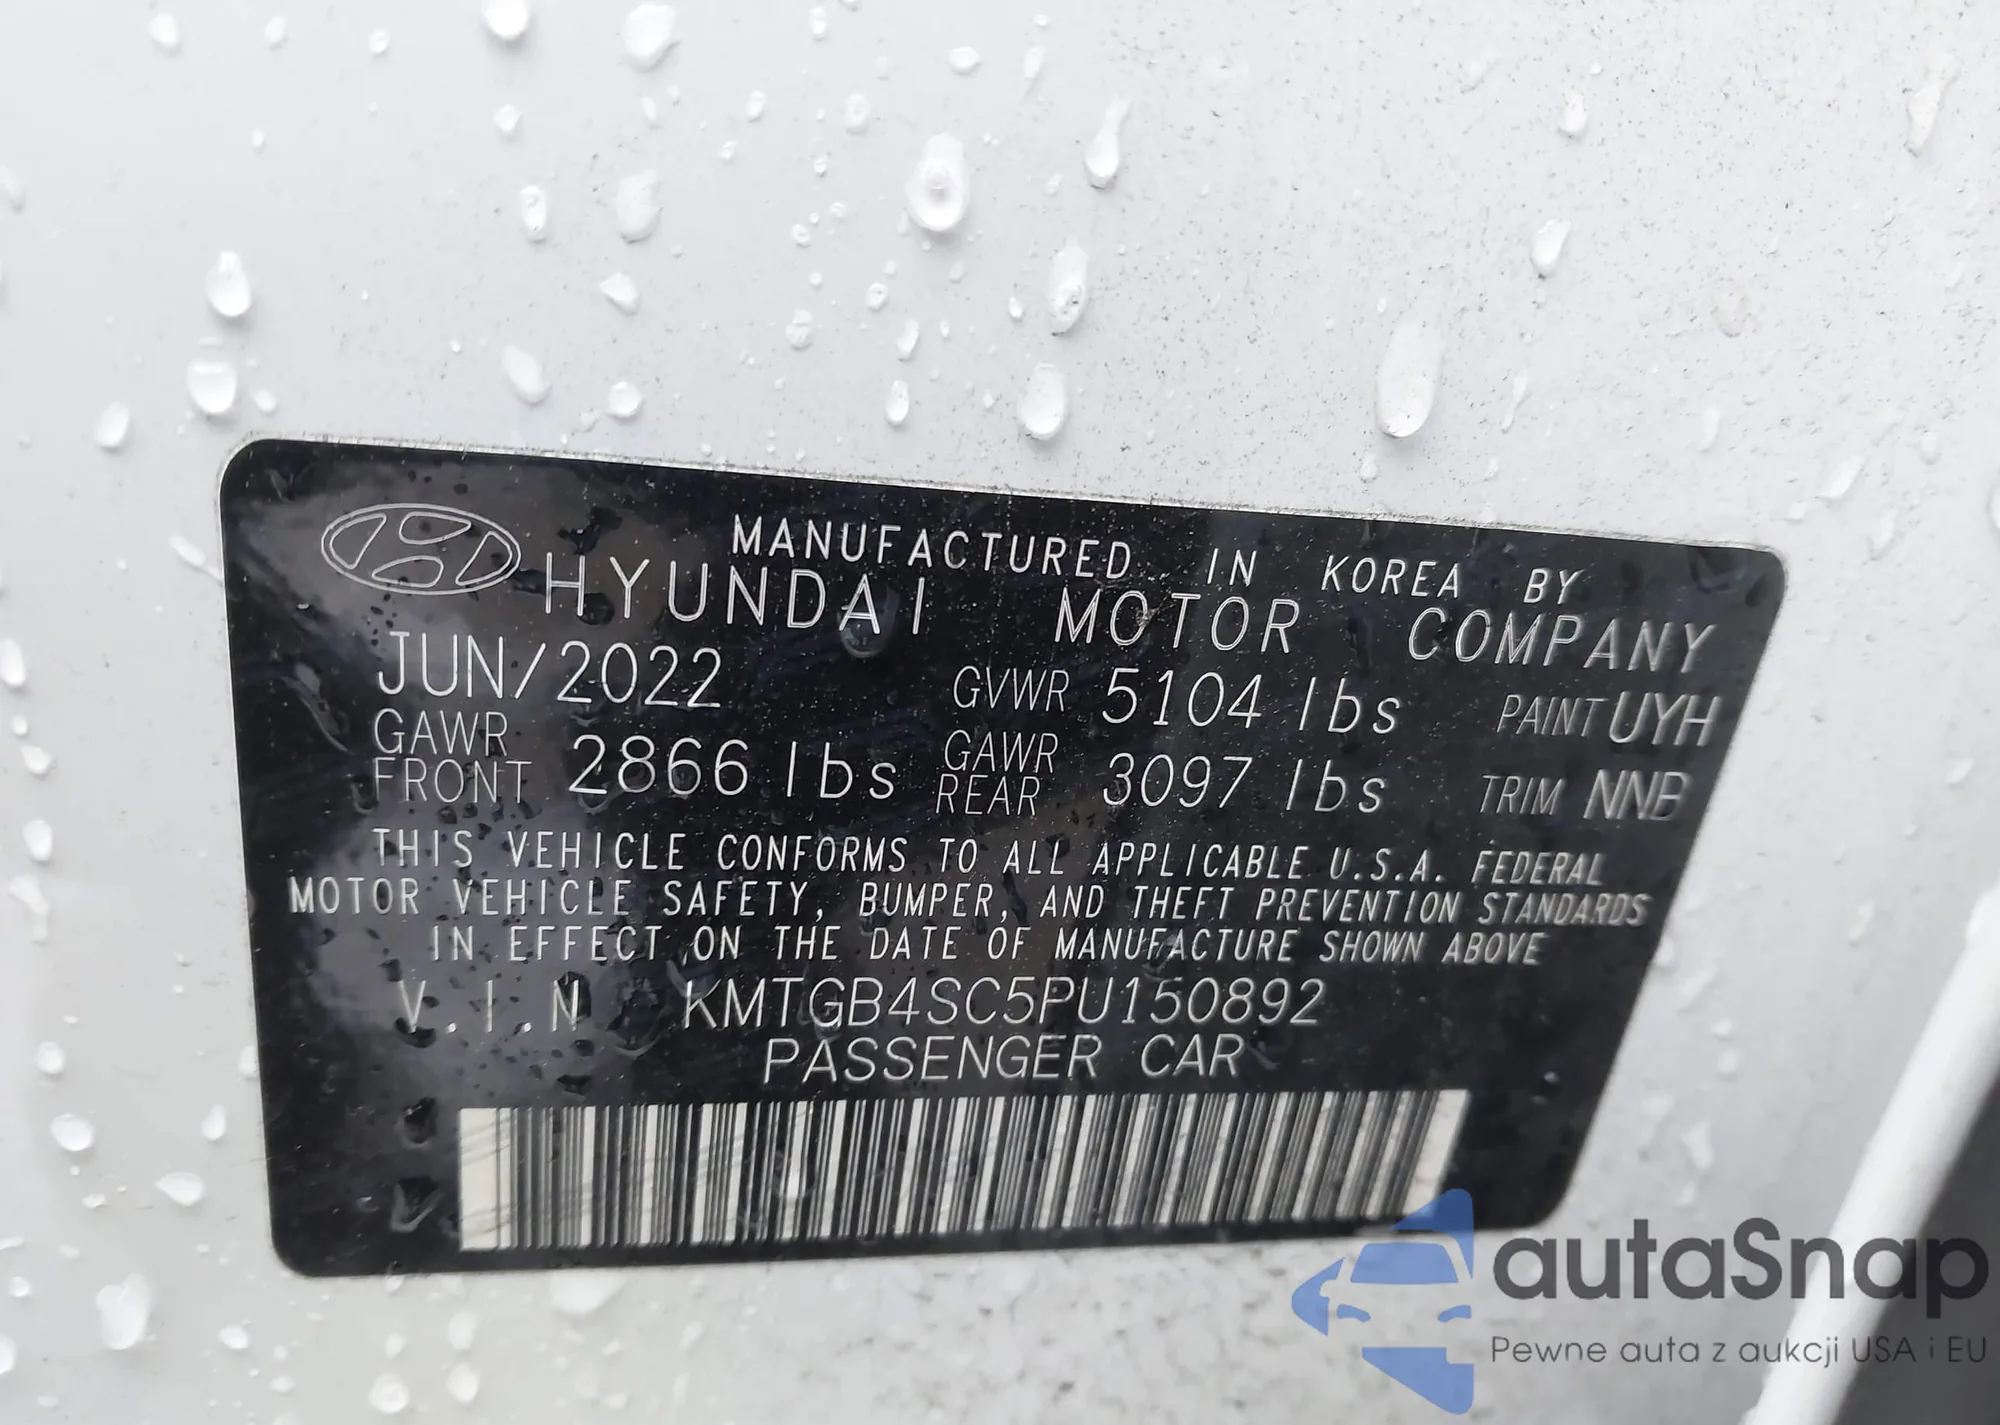 MANUFACTURED IN KOREA BY
HYUNDAI MOTOR COMPANY
JUN/2022 GVWR 5104 lbs PAINT UYH
GAWR FRONT 2866 lbs GAWR REAR 3097 lbs TRIM NNB
THIS VEHICLE CONFORMS TO ALL APPLICABLE U.S.A. FEDERAL
MOTOR VEHICLE SAFETY, BUMPER, AND THEFT PREVENTION STANDARDS
IN EFFECT ON THE DATE OF MANUFACTURE SHOWN ABOVE
V.I.N KMTGB4SC5PU150892
PASSENGER CAR
autaSnap
Pewne auta z aukcji USA i EU